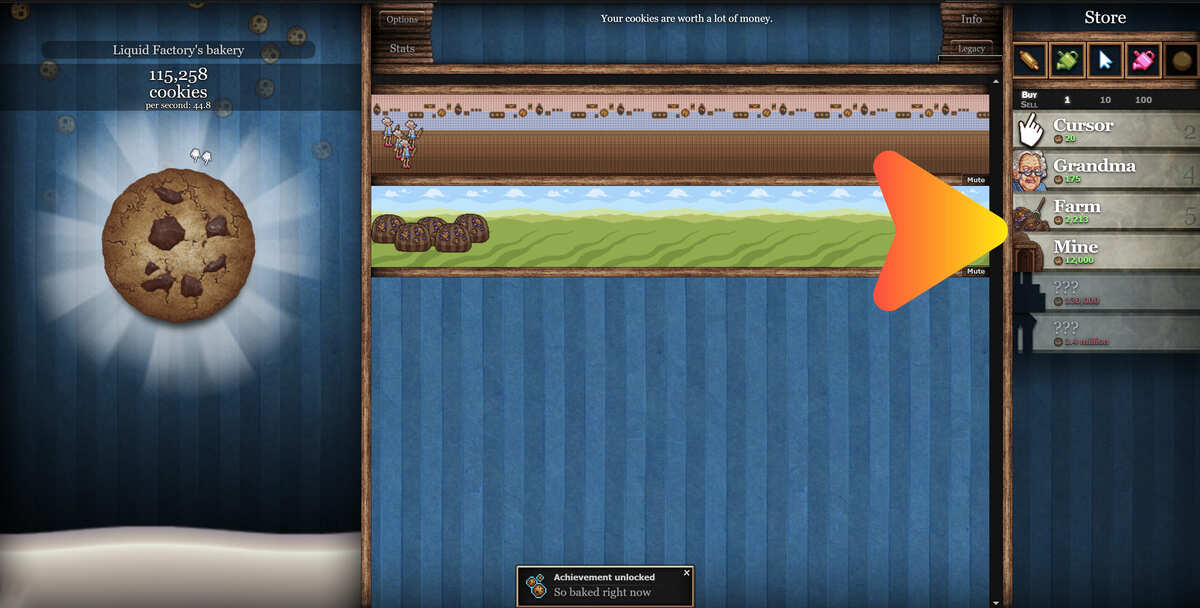 Liquid Factory's bakery
115,258
cookies
per second: 44.8
Options
Stats
Your cookies are worth a lot of money.
Info
Legacy
Mute
Mute
Achievement unlocked
So baked right now
x
Store
Buy
Sell
1
10
100
Cursor
20
2
Grandma
175
4
Farm
2,213
5
Mine
12,000
???
130,000
???
1.4 million